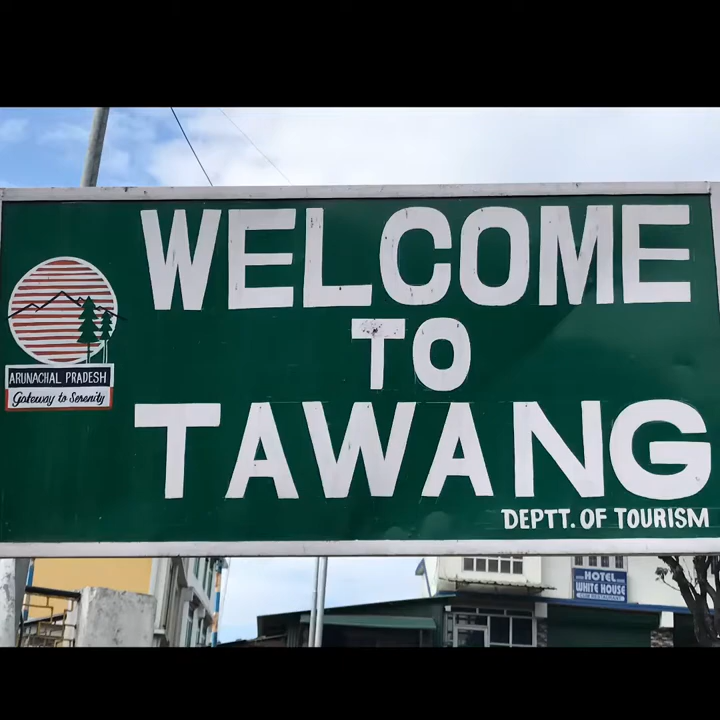 WELCOME
TO
TAWANG
ARUNACHAL PRADESH
Gateway to Serenity
DEPTT. OF TOURISM
HOTEL
WHITE HOUSE